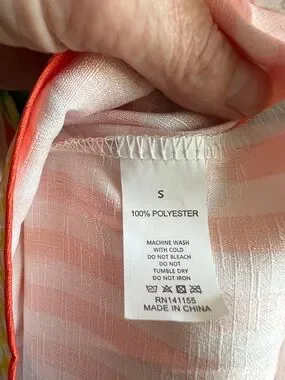 S
100% POLYESTER
MACHINE WASH
WITH COLD
DO NOT BLEACH
DO NOT
TUMBLE DRY
DO NOT IRON
RN141155
MADE IN CHINA